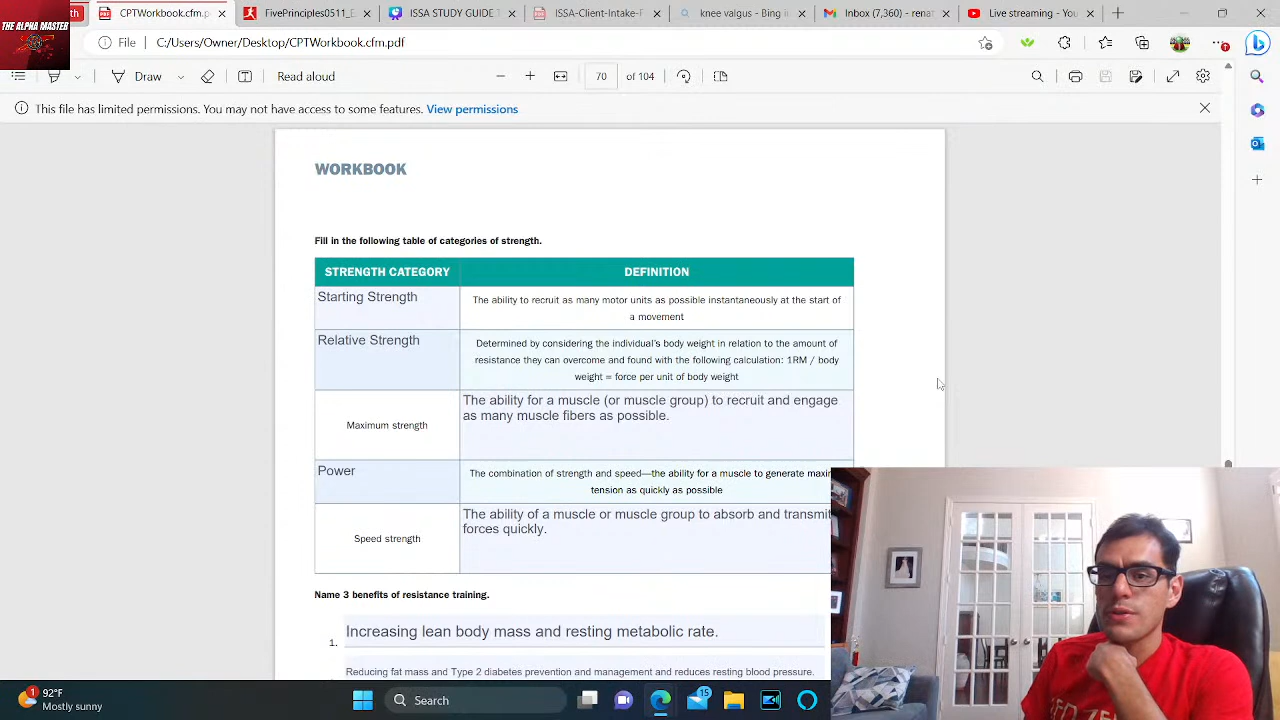 THE ALPHA MASTER
th
CPTWorkbook.cfm.p
FirePrinciples0511_E
ISSA STUDY GUIDE
ISSA-Client-Intake-F
Inbox (7,360) - renar
Live streaming - You
File
C:/Users/Owner/Desktop/CPTWorkbook.cfm.pdf
Draw
Read aloud
70
of 104
This file has limited permissions. You may not have access to some features. View permissions
WORKBOOK
Fill in the following table of categories of strength.
STRENGTH CATEGORY
DEFINITION
Starting Strength
The ability to recruit as many motor units as possible instantaneously at the start of
a movement
Relative Strength
Determined by considering the individual's body weight in relation to the amount of
resistance they can overcome and found with the following calculation: 1RM / body
weight = force per unit of body weight
Maximum strength
The ability for a muscle (or muscle group) to recruit and engage
as many muscle fibers as possible.
Power
The combination of strength and speed—the ability for a muscle to generate maxim
tension as quickly as possible
Speed strength
The ability of a muscle or muscle group to absorb and transmit
forces quickly.
Name 3 benefits of resistance training.
1. Increasing lean body mass and resting metabolic rate.
Reducing fat mass and Type 2 diabetes prevention and management and reduces resting blood pressure.
1
92°F
Mostly sunny
Search
15